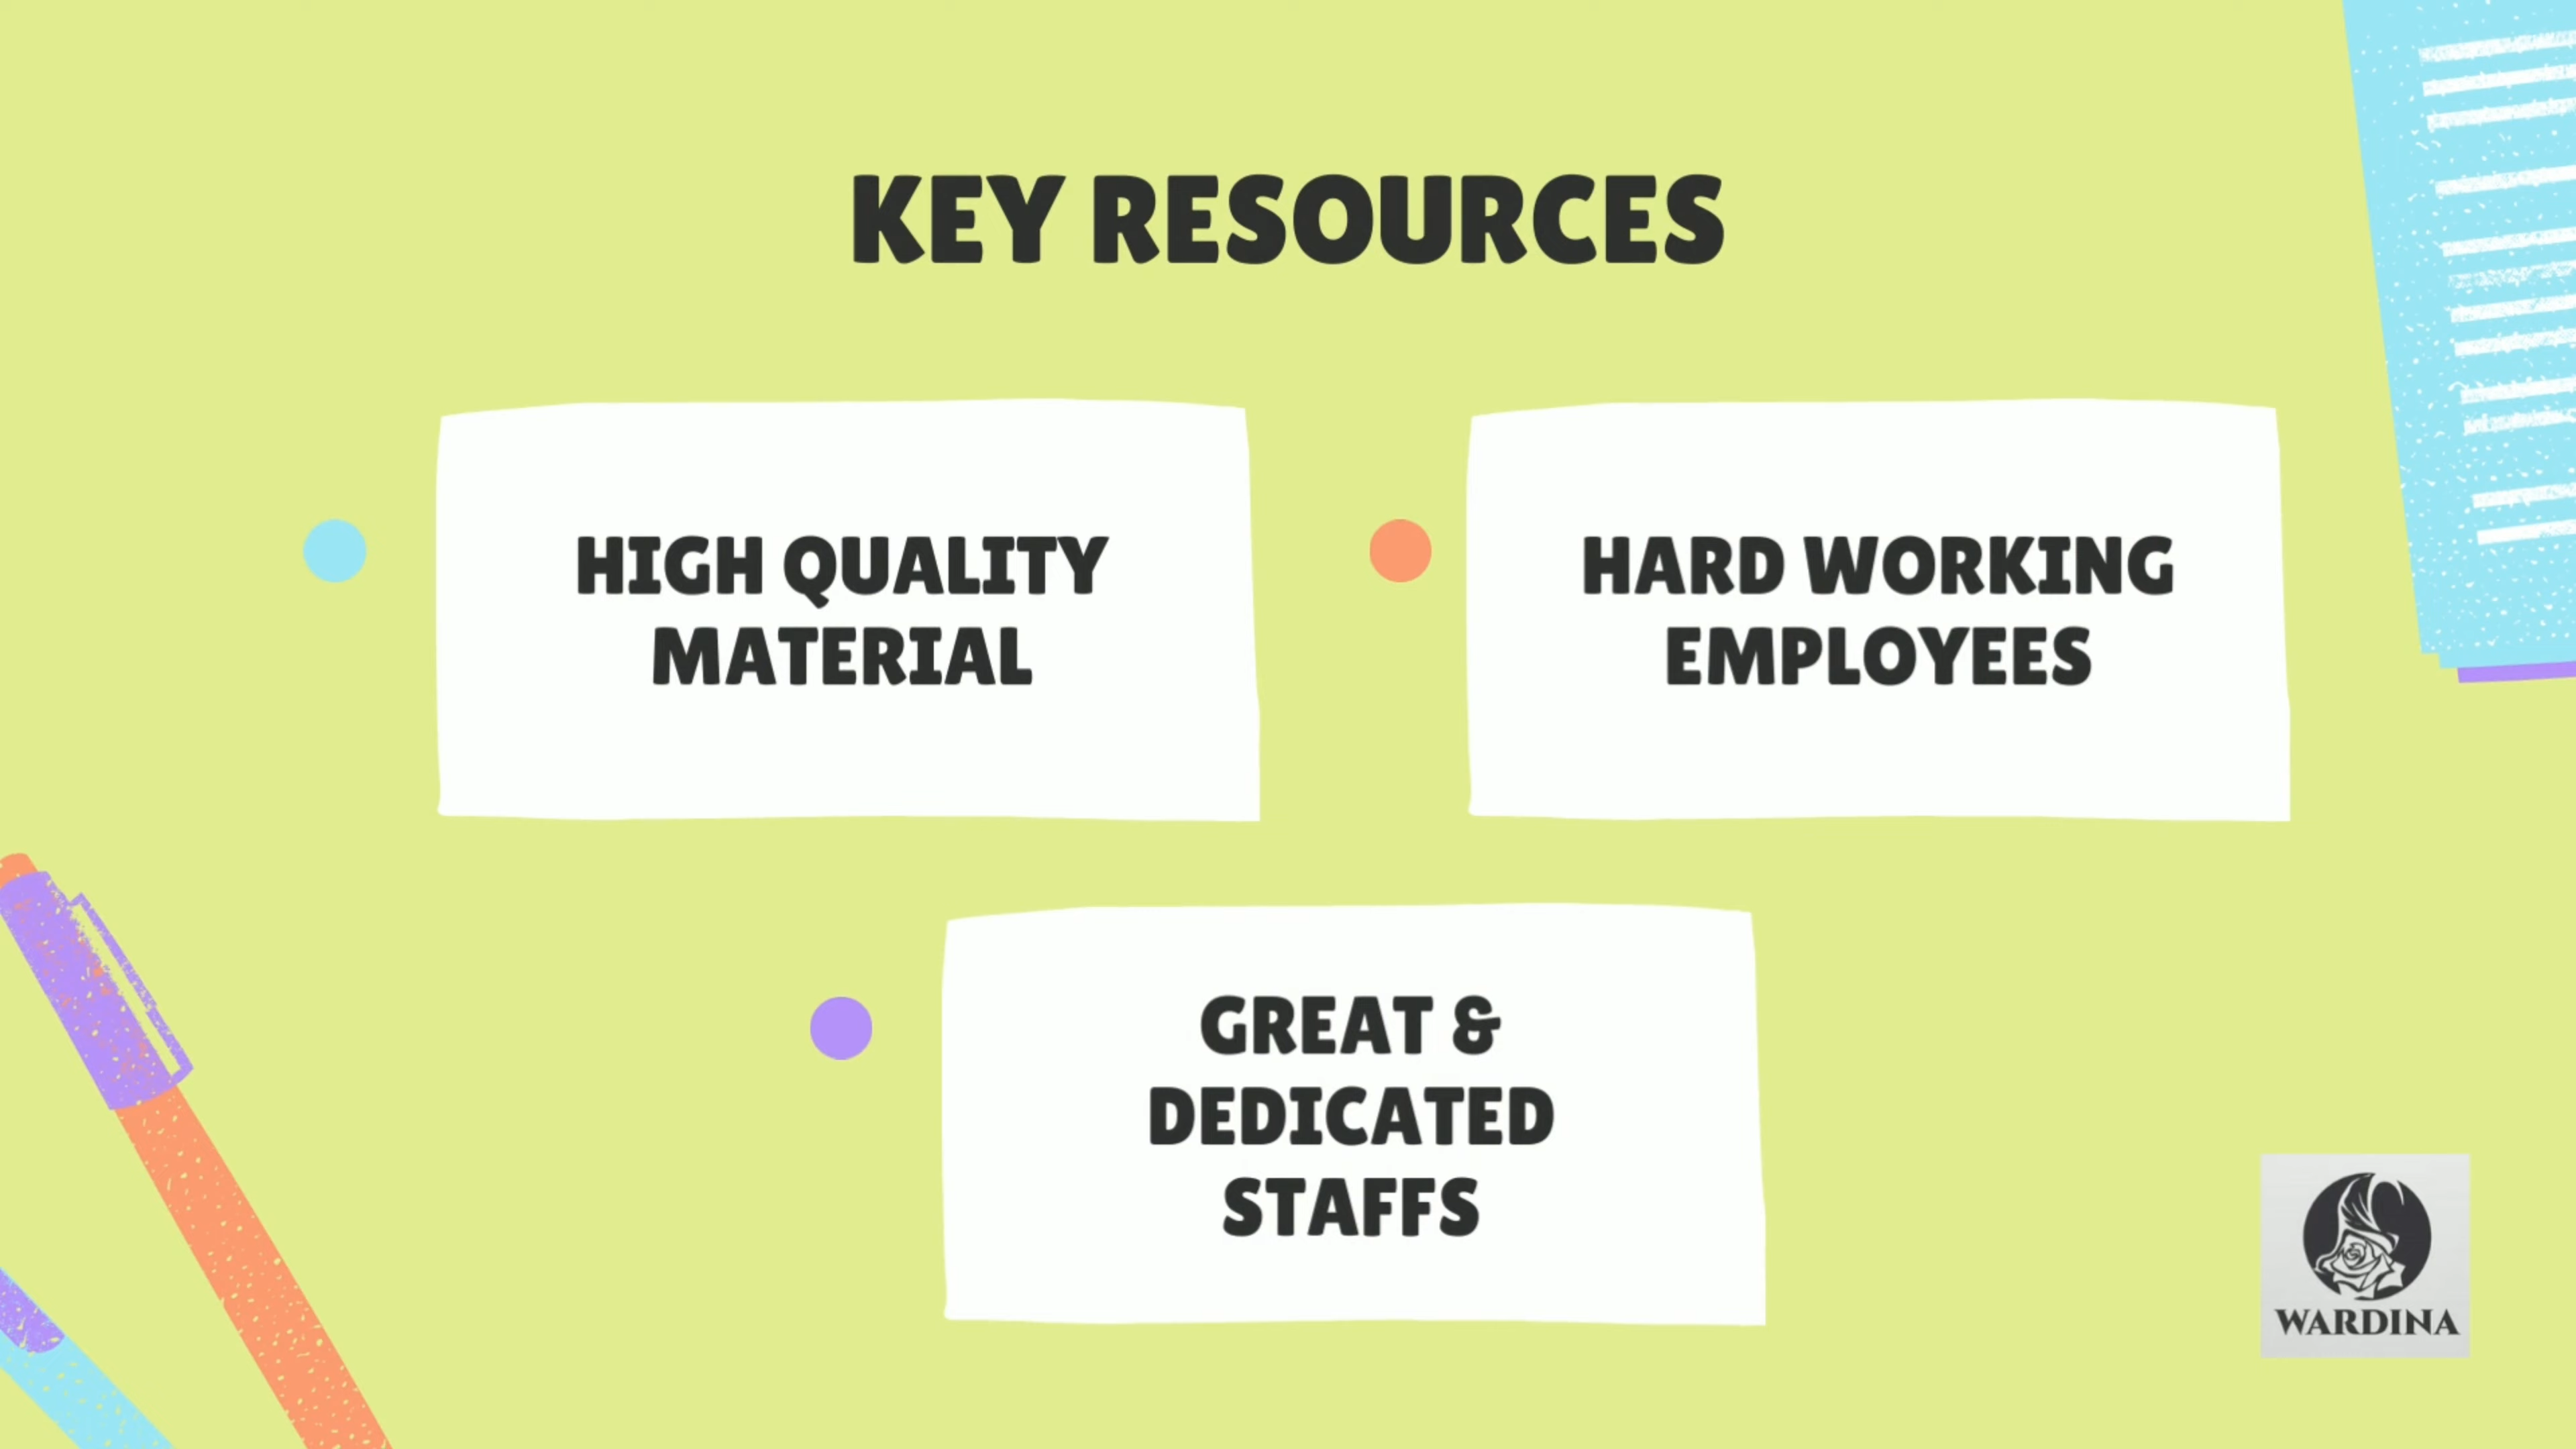 KEY RESOURCES
HIGH QUALITY
MATERIAL
HARD WORKING
EMPLOYEES
GREAT &
DEDICATED
STAFFS
WARDINA